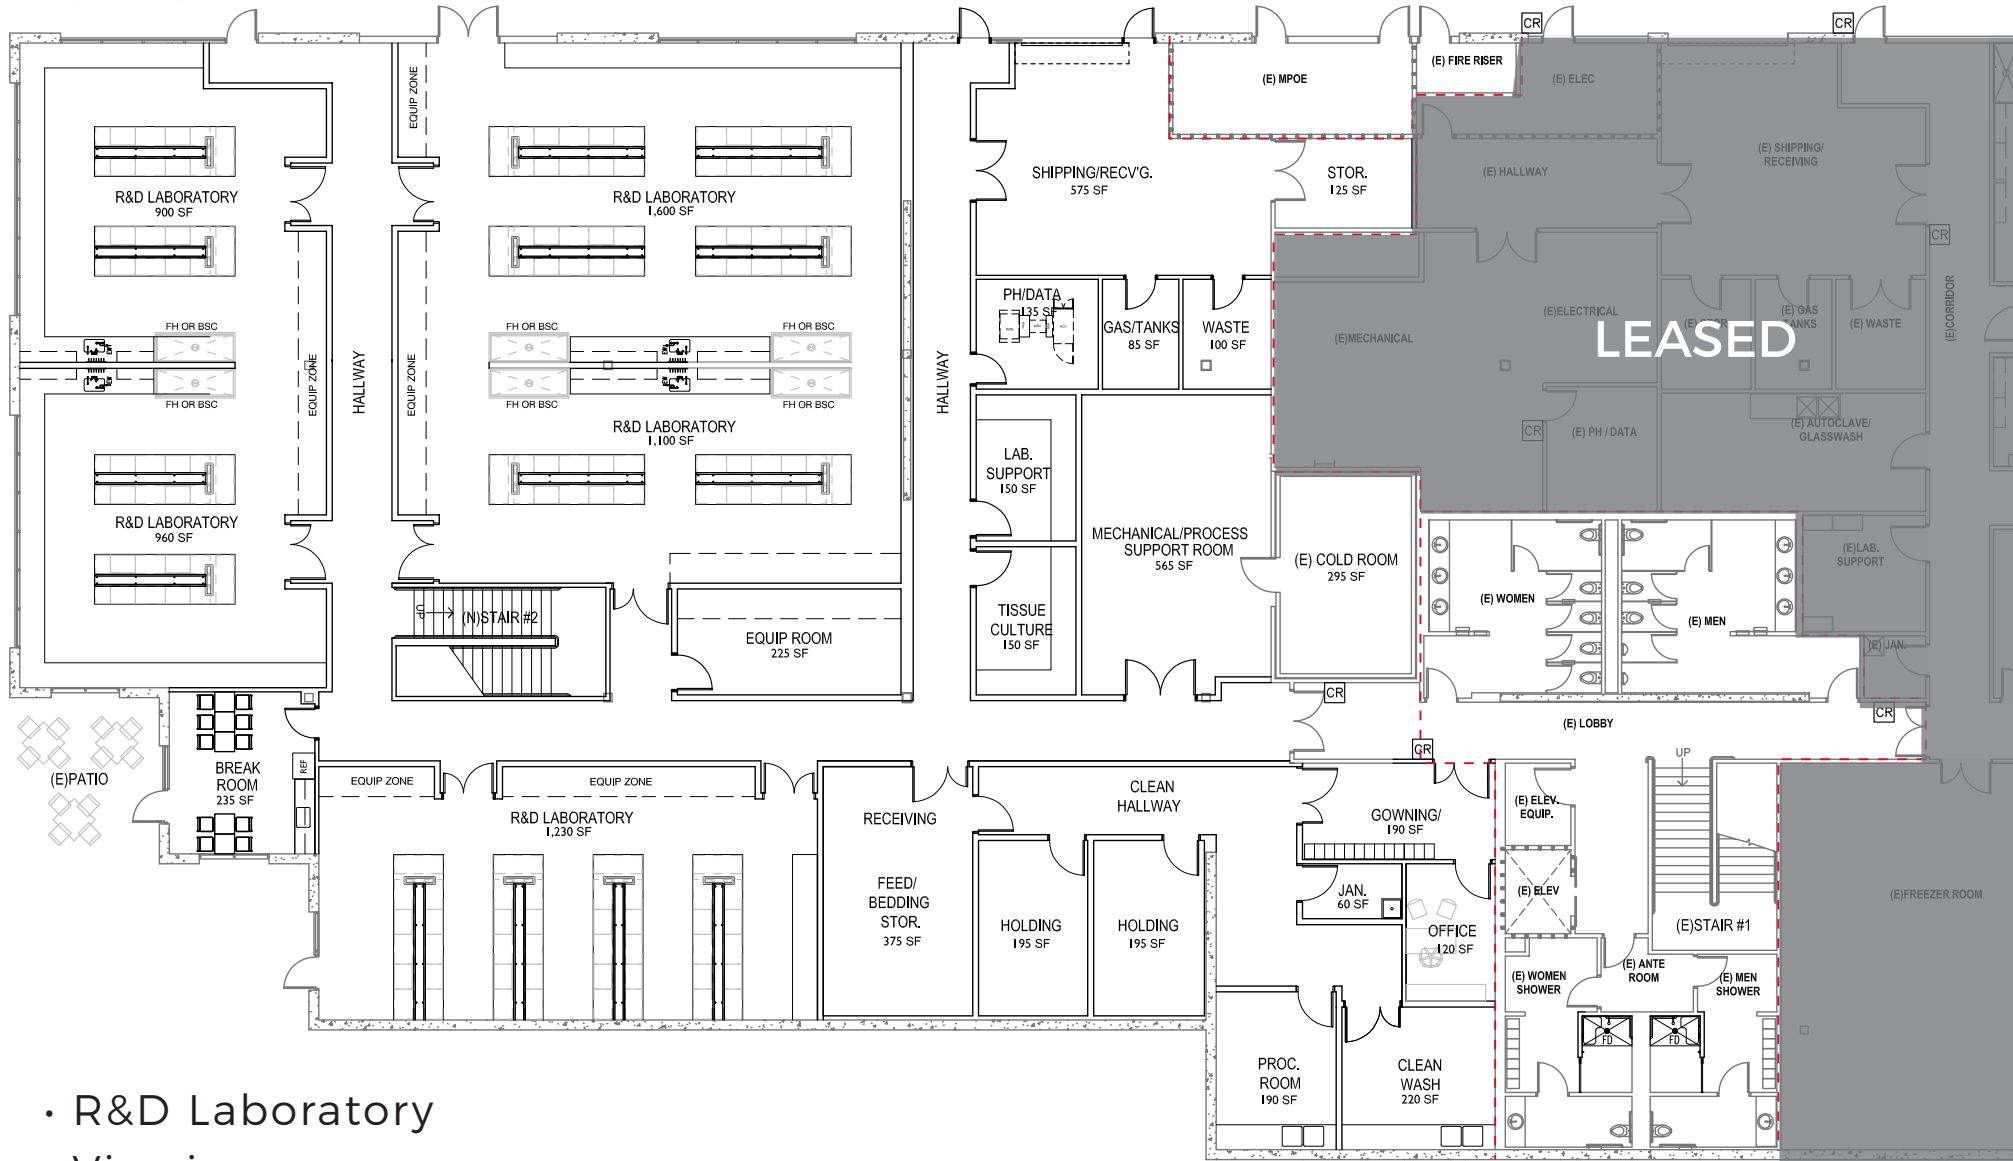 CR
CR
(E) FIRE RISER
(E) ELEC
(E) MPOE
EQUIP ZONE
(E) SHIPPING/
RECEIVING
(E) HALLWAY
SHIPPING/RECV'G.
575 SF
STOR.
125 SF
R&D LABORATORY
900 SF
R&D LABORATORY
1,600 SF
CR
PH/DATA
135 SF
GAS/TANKS
85 SF
WASTE
100 SF
(E)MECHANICAL
(E)ELECTRICAL
(E) STOR
(E) GAS
TANKS
(E) WASTE
(E)CORRIDOR
LEASED
FH OR BSC
FH OR BSC
FH OR BSC
EQUIP ZONE
HALLWAY
EQUIP ZONE
HALLWAY
FH OR BSC
FH OR BSC
FH OR BSC
R&D LABORATORY
1,100 SF
CR
(E) PH / DATA
(E) AUTOCLAVE/
GLASSWASH
LAB.
SUPPORT
150 SF
R&D LABORATORY
960 SF
MECHANICAL/PROCESS
SUPPORT ROOM
565 SF
(E) COLD ROOM
295 SF
(E)LAB.
SUPPORT
(E) WOMEN
(E) MEN
(E) JAN.
UP
(N)STAIR #2
EQUIP ROOM
225 SF
TISSUE
CULTURE
150 SF
CR
CR
(E) LOBBY
CR
UP
(E)PATIO
BREAK
ROOM
235 SF
REF
EQUIP ZONE
EQUIP ZONE
R&D LABORATORY
1,230 SF
RECEIVING
CLEAN
HALLWAY
GOWNING/
190 SF
(E) ELEV.
EQUIP.
FEED/
BEDDING
STOR.
375 SF
HOLDING
195 SF
HOLDING
195 SF
JAN.
60 SF
OFFICE
120 SF
(E) ELEV
(E)STAIR #1
(E)FREEZER ROOM
(E) WOMEN
SHOWER
(E) ANTE
ROOM
(E) MEN
SHOWER
FD
FD
PROC.
ROOM
190 SF
CLEAN
WASH
220 SF
• R&D Laboratory